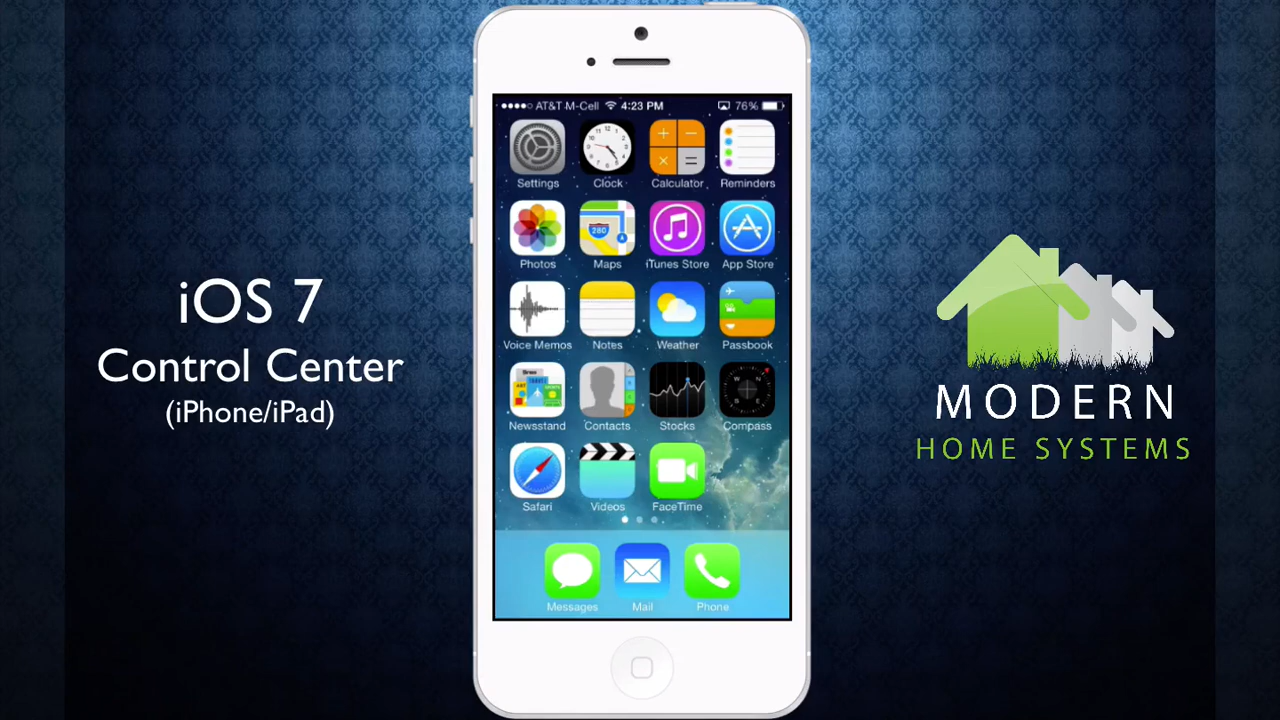 iOS 7
Control Center
(iPhone/iPad)
AT&T M-Cell 4:23 PM 76%
Settings Clock Calculator Reminders
280
Photos Maps iTunes Store App Store
Voice Memos Notes Weather Passbook
Newsstand Contacts Stocks Compass
Safari Videos FaceTime
Messages Mail Phone
MODERN
HOME SYSTEMS